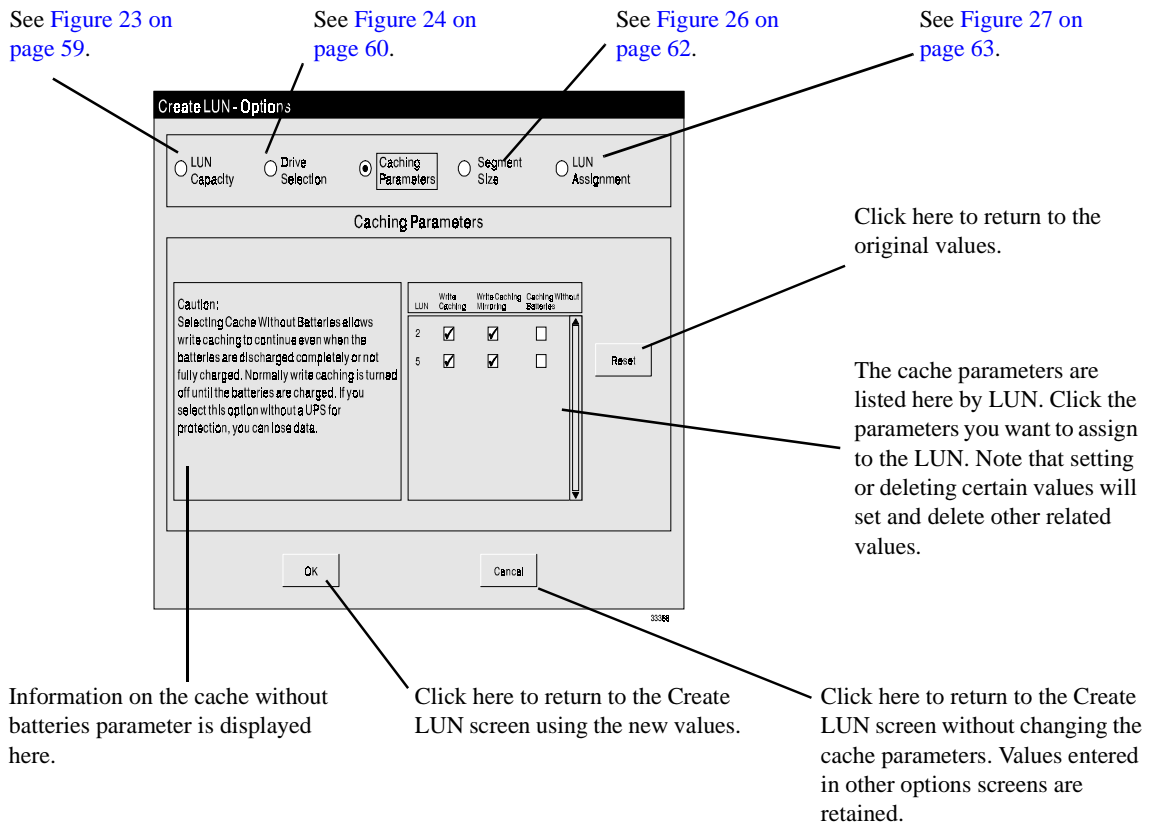 See Figure 23 on
page 59.
See Figure 24 on
page 60.
See Figure 26 on
page 62.
See Figure 27 on
page 63.
Create LUN - Options
LUN
Capacity
Drive
Selection
Caching
Parameters
Segment
Size
LUN
Assignment
Caching Parameters
Caution:
Selecting Cache Without Batteries allows
write caching to continue even when the
batteries are discharged completely or not
fully charged. Normally write caching is turned
off until the batteries are charged. If you
select this option without a UPS for
protection, you can lose data.
LUN
Write
Caching
Write Caching
Mirroring
Caching Without
Batteries
2
5
Reset
OK
Cancel
33358
Click here to return to the
original values.
The cache parameters are
listed here by LUN. Click the
parameters you want to assign
to the LUN. Note that setting
or deleting certain values will
set and delete other related
values.
Information on the cache without
batteries parameter is displayed
here.
Click here to return to the Create
LUN screen using the new values.
Click here to return to the Create
LUN screen without changing the
cache parameters. Values entered
in other options screens are
retained.